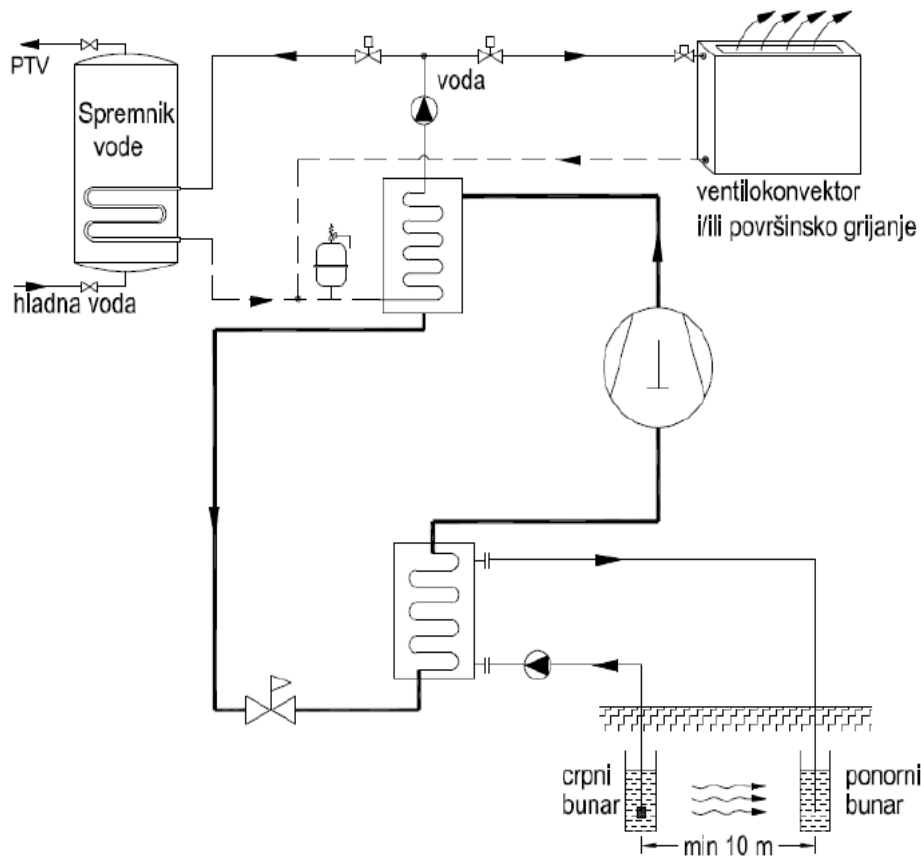 PTV
Spremnik
vode
hladna voda
voda
ventilokonvektor
i/ili površinsko grijanje
crpni
bunar
ponorni
bunar
min 10 m